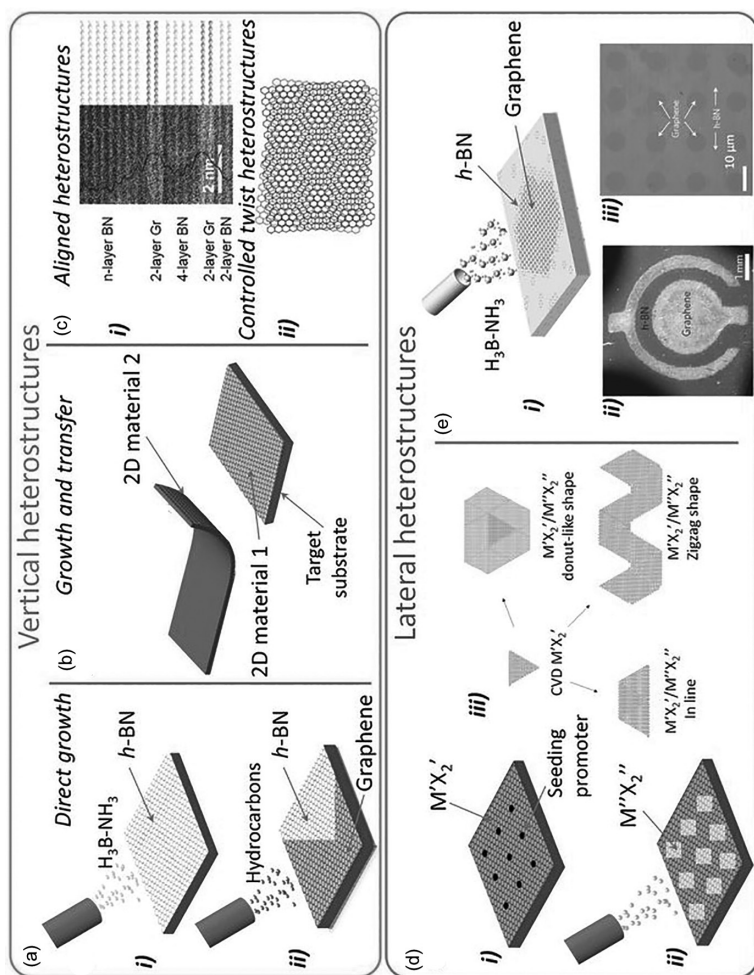 Vertical heterostructures
(a)
Direct growth
i)
H3B-NH3
h-BN
ii)
Hydrocarbons
h-BN
Graphene
(b)
Growth and transfer
2D material 2
2D material 1
Target
substrate
(c)
Aligned heterostructures
i)
n-layer BN
2-layer Gr
4-layer BN
2-layer Gr
2-layer BN
2 nm
Controlled twist heterostructures
ii)
Lateral heterostructures
(d)
i)
M'X2'
Seeding
promoter
ii)
M''X2''
iii)
CVD M'X2'
M'X2'/M''X2''
donut-like shape
M'X2'/M''X2''
In line
M'X2'/M''X2''
Zigzag shape
(e)
i)
H3B-NH3
h-BN
Graphene
ii)
h-BN
Graphene
1 mm
iii)
Graphene
h-BN
10 µm